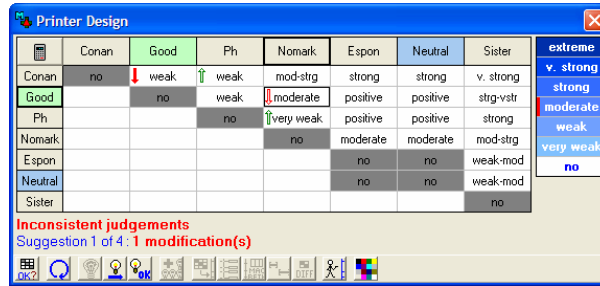 Printer Design
Conan Good Ph Nomark Espon Neutral Sister
Conan no weak weak mod-strg strong strong v. strong
Good no weak moderate positive positive strg-vstr
Ph no very weak positive positive strong
Nomark no moderate moderate mod-strg
Espon no no weak-mod
Neutral no no weak-mod
Sister no
extreme
v. strong
strong
moderate
weak
very weak
no
Inconsistent judgements
Suggestion 1 of 4 : 1 modification(s)
OK? OK DIFF